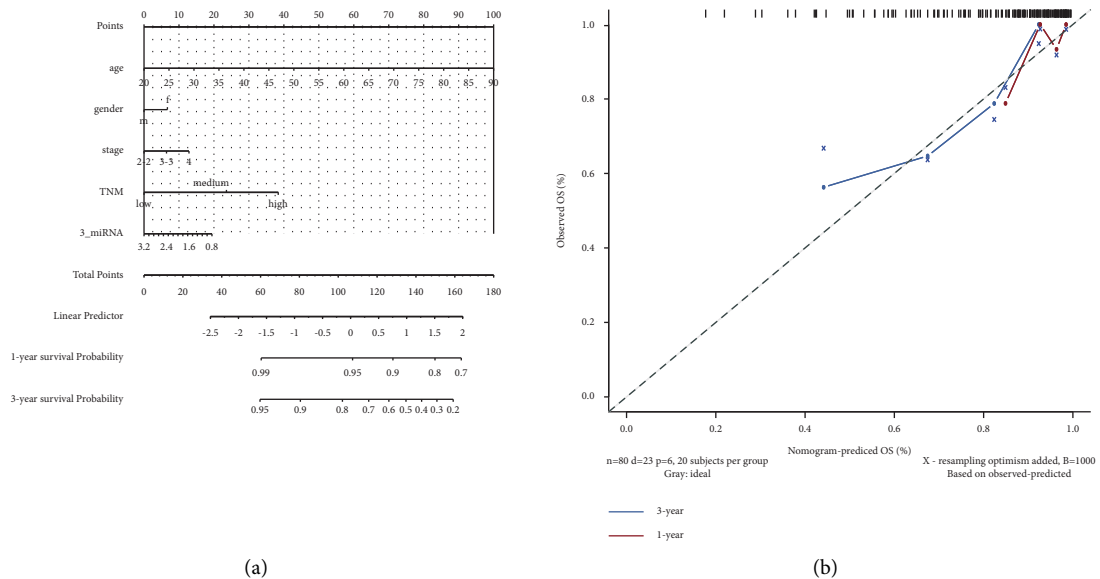 Points
0 10 20 30 40 50 60 70 80 90 100
age
20 25 30 35 40 45 50 55 60 65 70 75 80 85 90
gender
f
m
stage
2-2 3-3 4
TNM
medium
low high
3_miRNA
3.2 2.4 1.6 0.8
Total Points
0 20 40 60 80 100 120 140 160 180
Linear Predictor
-2.5 -2 -1.5 -1 -0.5 0 0.5 1 1.5 2
1-year survival Probability
0.99 0.95 0.9 0.8 0.7
3-year survival Probability
0.95 0.9 0.8 0.7 0.6 0.5 0.4 0.3 0.2
(a)
Observed OS (%)
1.0
0.8
0.6
0.4
0.2
0.0
0.0 0.2 0.4 0.6 0.8 1.0
Nomogram-prediced OS (%)
n=80 d=23 p=6, 20 subjects per group
Gray: ideal
X - resampling optimism added, B=1000
Based on observed-predicted
3-year
1-year
(b)